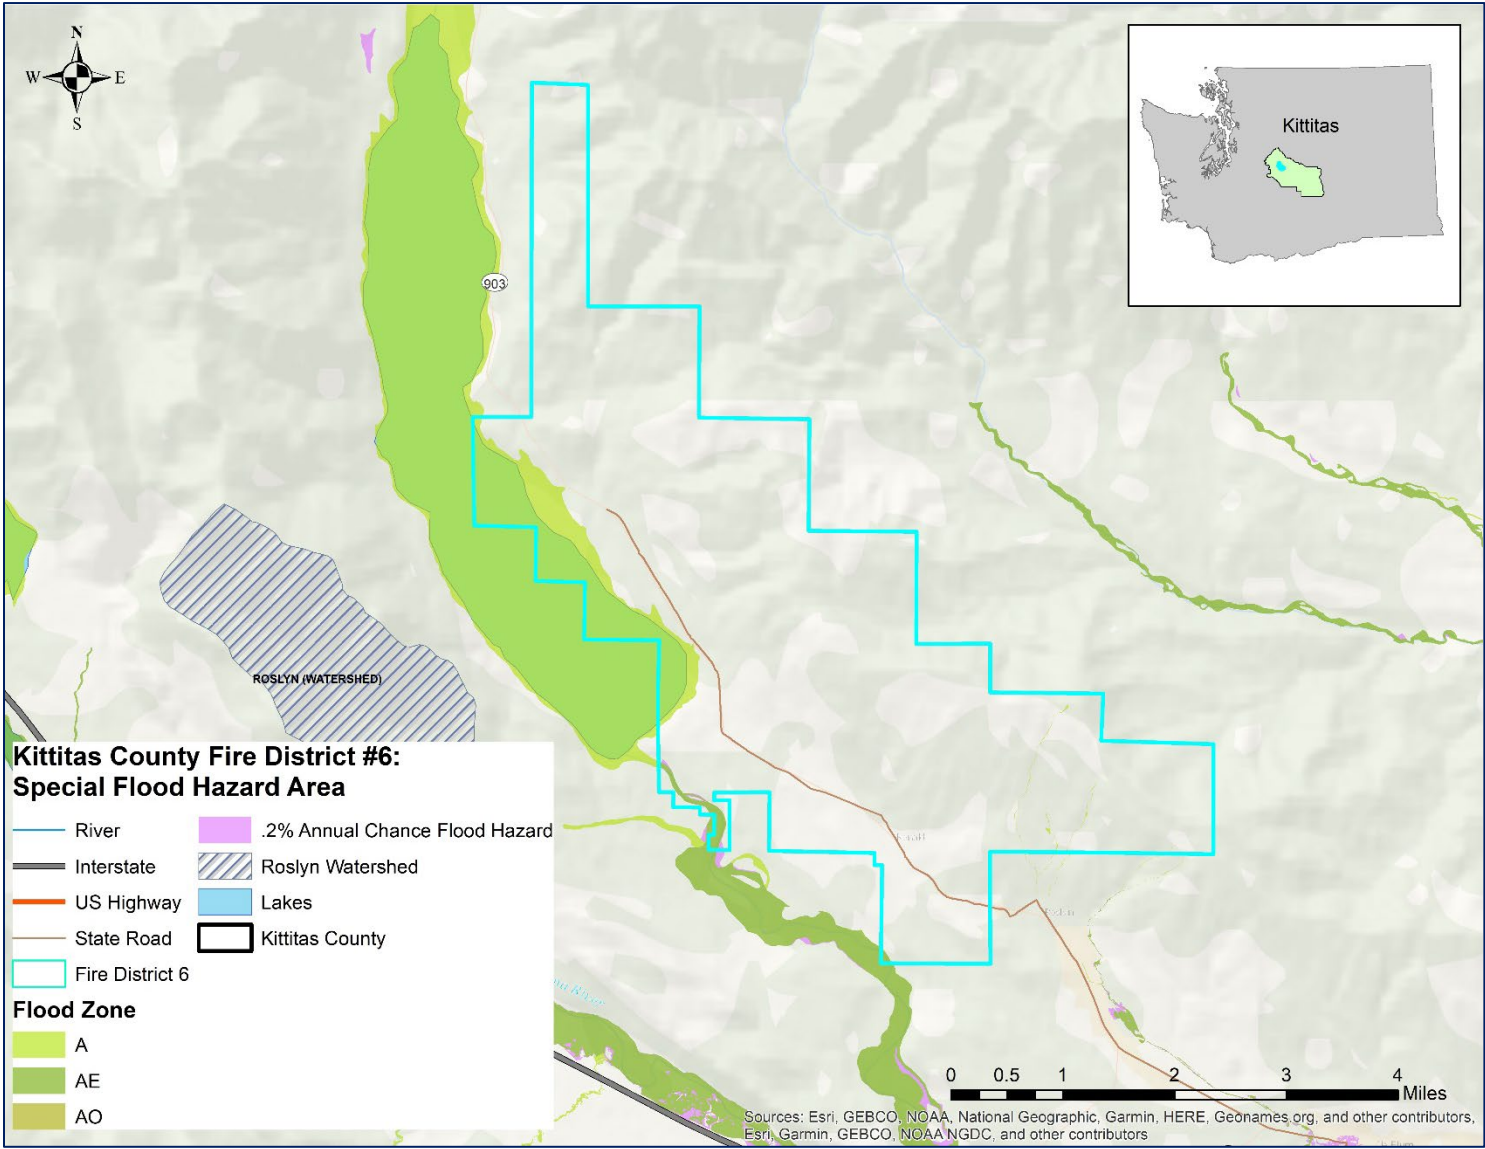 N
W E
S
Kittitas
903
ROSLYN (WATERSHED)
Kittitas County Fire District #6:
Special Flood Hazard Area
River
Interstate
US Highway
State Road
Fire District 6
.2% Annual Chance Flood Hazard
Roslyn Watershed
Lakes
Kittitas County
Flood Zone
A
AE
AO
River
0 0.5 1 2 3 4
Miles
Sources: Esri, GEBCO, NOAA, National Geographic, Garmin, HERE, Geonames.org, and other contributors,
Esri, Garmin, GEBCO, NOAA NGDC, and other contributors